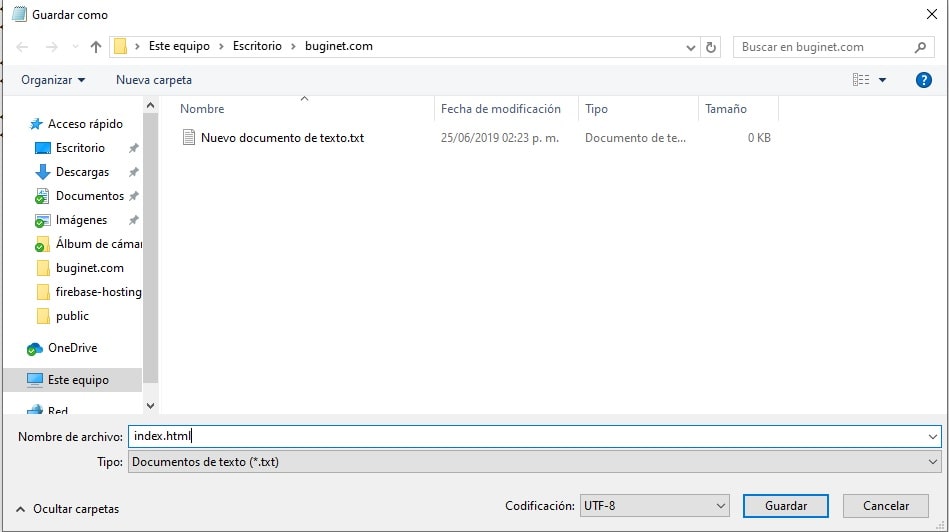 Guardar como
Este equipo > Escritorio > buginet.com
Buscar en buginet.com
Organizar
Nueva carpeta
?
Nombre
Fecha de modificación
Tipo
Tamaño
Nuevo documento de texto.txt
25/06/2019 02:23 p. m.
Documento de te...
0 KB
Acceso rápido
Escritorio
Descargas
Documentos
Imágenes
Álbum de cámar
buginet.com
firebase-hosting
public
OneDrive
Este equipo
Red
Nombre de archivo: index.html
Tipo: Documentos de texto (*.txt)
Ocultar carpetas
Codificación: UTF-8
Guardar
Cancelar